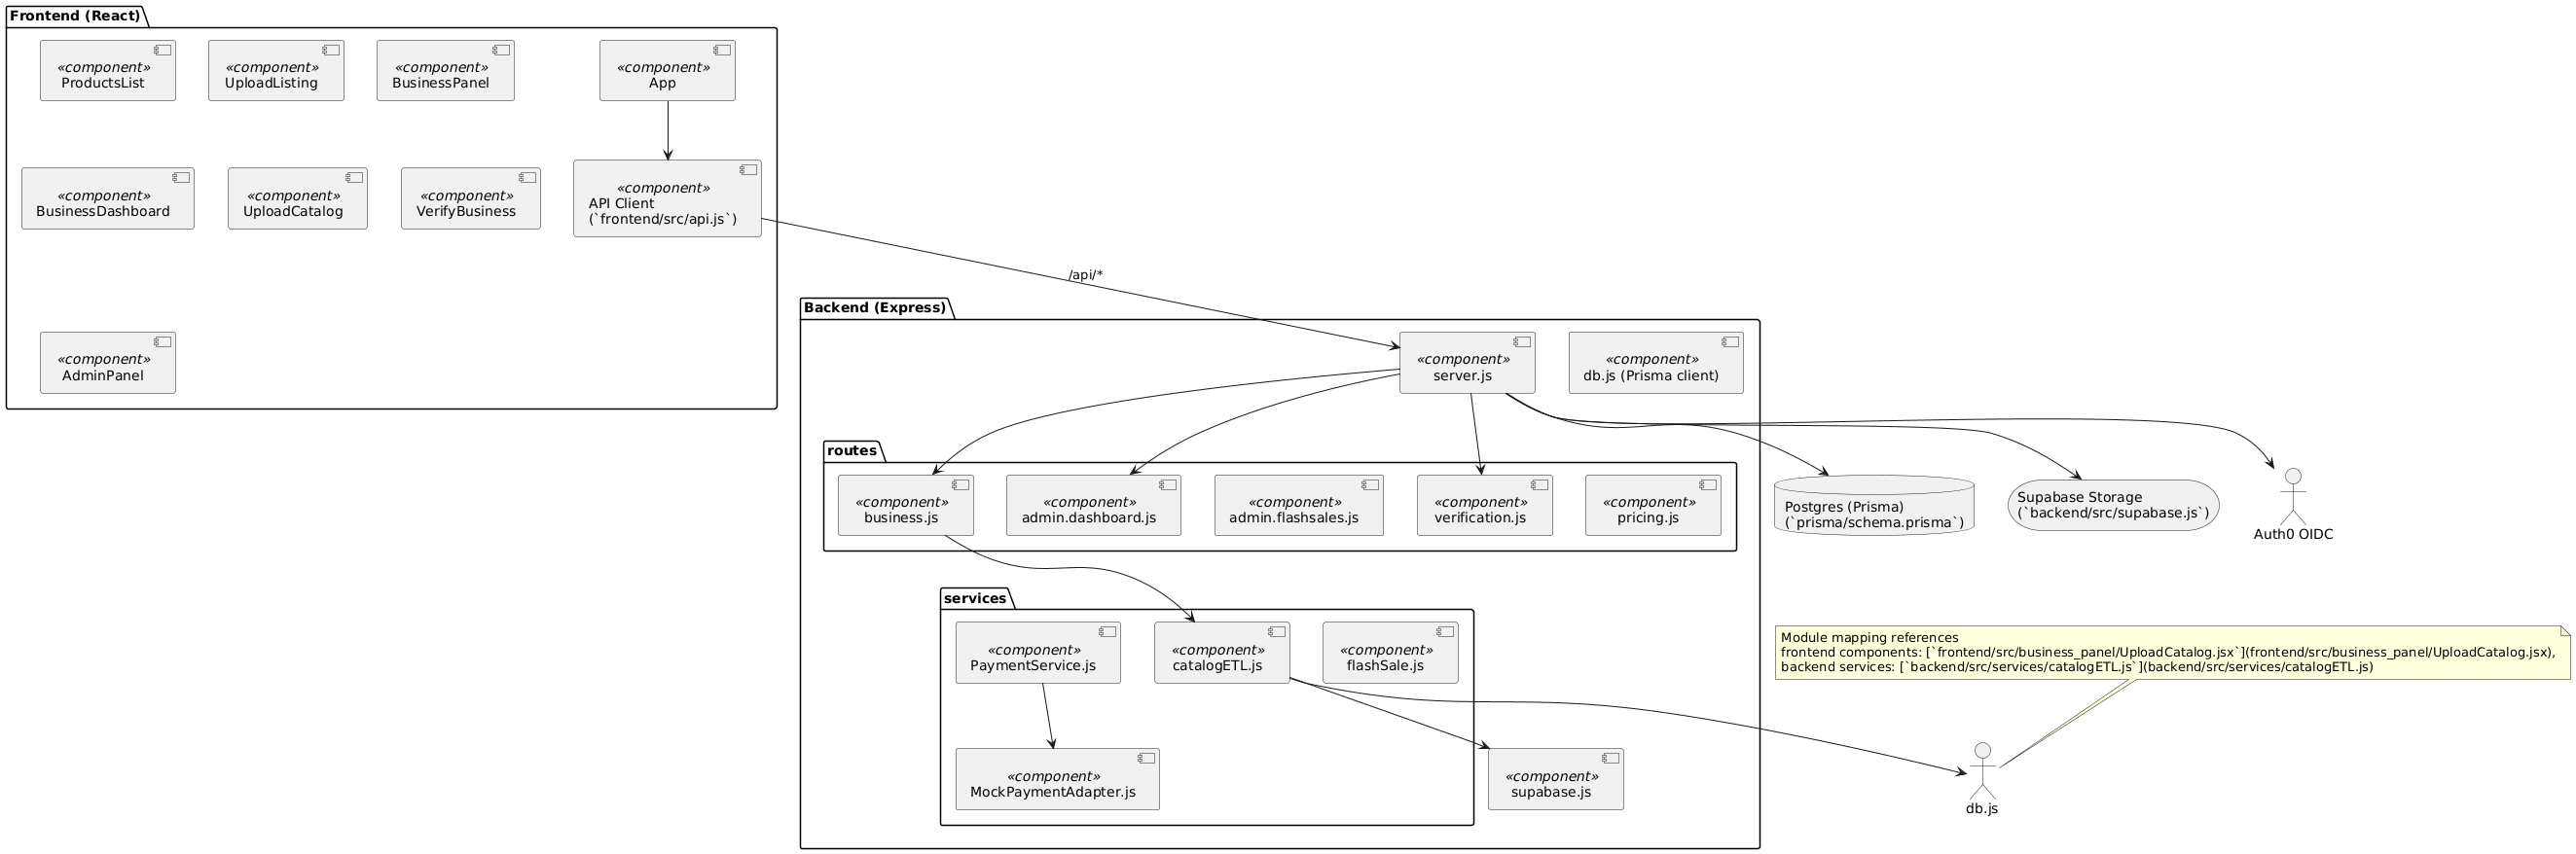 Frontend (React)
«component»
ProductsList
«component»
UploadListing
«component»
BusinessPanel
«component»
App
«component»
BusinessDashboard
«component»
UploadCatalog
«component»
VerifyBusiness
«component»
API Client
(`frontend/src/api.js`)
«component»
AdminPanel
/api/*
Backend (Express)
«component»
server.js
«component»
db.js (Prisma client)
routes
«component»
business.js
«component»
admin.dashboard.js
«component»
admin.flashsales.js
«component»
verification.js
«component»
pricing.js
Postgres (Prisma)
(`prisma/schema.prisma`)
Supabase Storage
(`backend/src/supabase.js`)
Auth0 OIDC
services
«component»
PaymentService.js
«component»
catalogETL.js
«component»
flashSale.js
«component»
MockPaymentAdapter.js
«component»
supabase.js
Module mapping references
frontend components: [`frontend/src/business_panel/UploadCatalog.jsx`](frontend/src/business_panel/UploadCatalog.jsx),
backend services: [`backend/src/services/catalogETL.js`](backend/src/services/catalogETL.js)
db.js